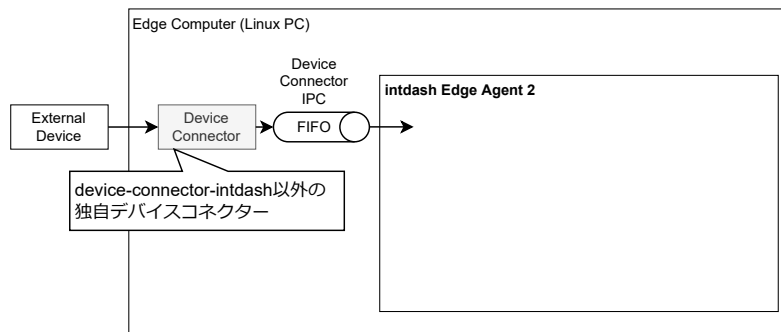 Edge Computer (Linux PC)
Device
Connector
IPC
intdash Edge Agent 2
External
Device
Device
Connector
FIFO
device-connector-intdash以外の
独自デバイスコネクター